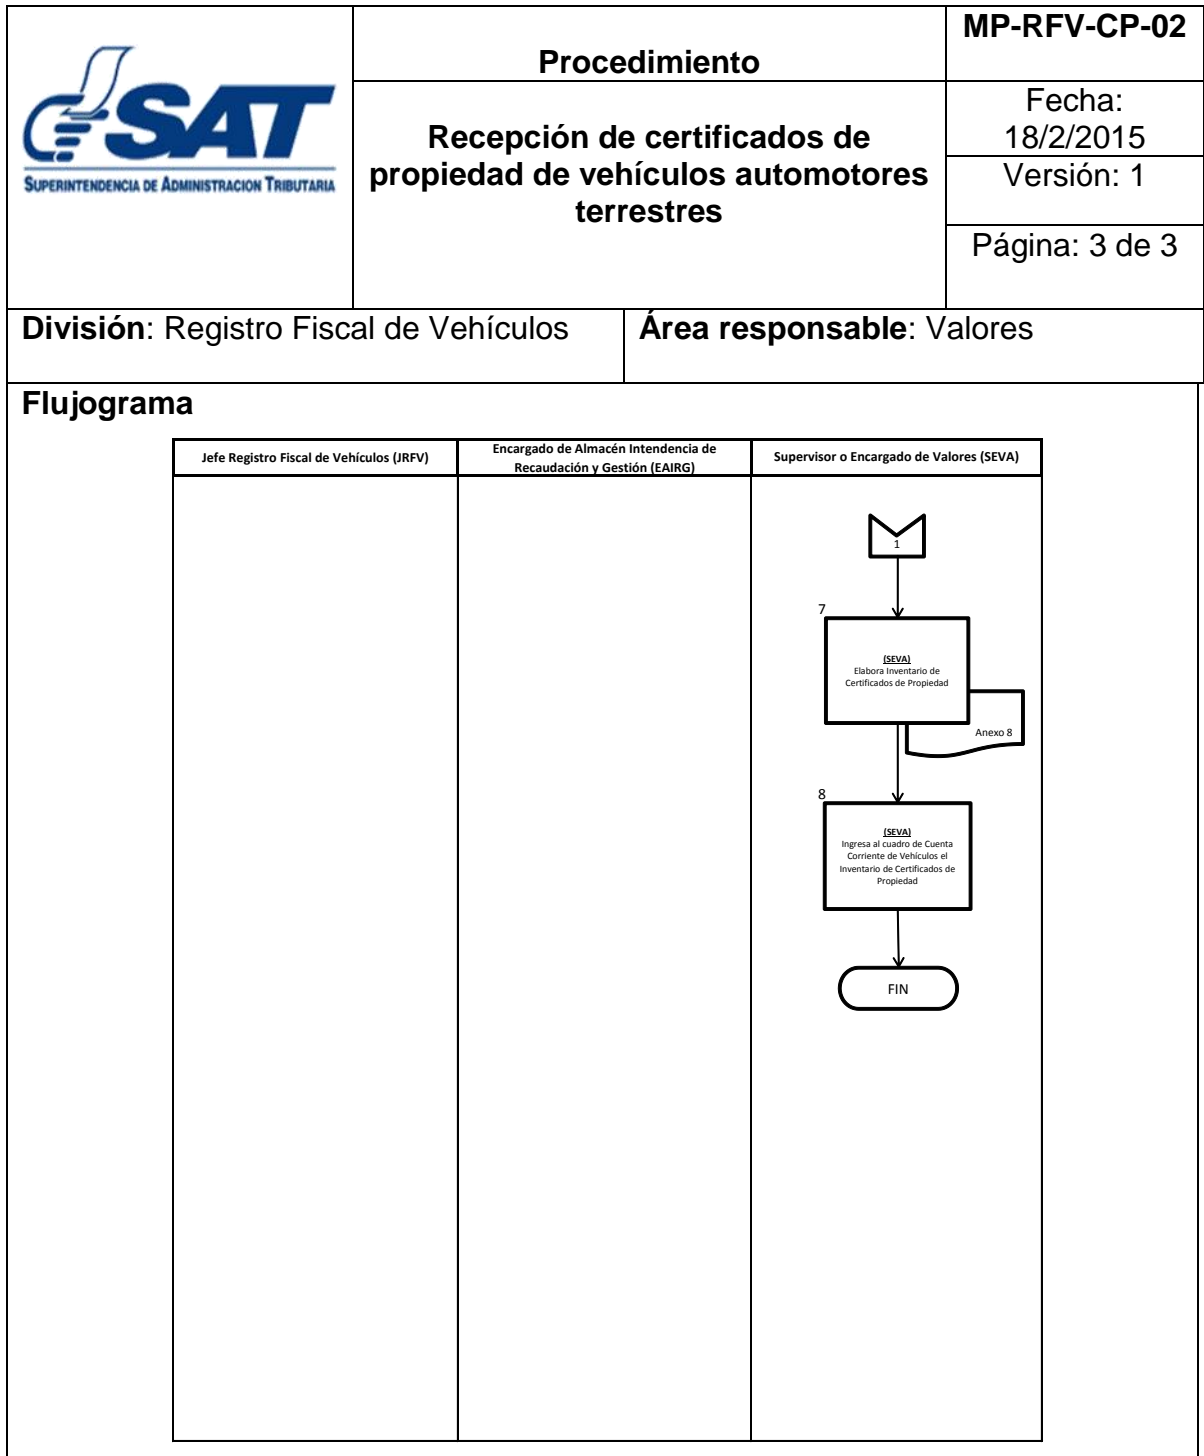 SAT
SUPERINTENDENCIA DE ADMINISTRACION TRIBUTARIA
Procedimiento
Recepción de certificados de
propiedad de vehículos automotores
terrestres
MP-RFV-CP-02
Fecha:
18/2/2015
Versión: 1
Página: 3 de 3
División: Registro Fiscal de Vehículos
Área responsable: Valores
Flujograma
Jefe Registro Fiscal de Vehículos (JRFV)
Encargado de Almacén Intendencia de
Recaudación y Gestión (EAIRG)
Supervisor o Encargado de Valores (SEVA)
1
7
(SEVA)
Elabora Inventario de
Certificados de Propiedad
Anexo 8
8
(SEVA)
Ingresa al cuadro de Cuenta
Corriente de Vehículos el
Inventario de Certificados de
Propiedad
FIN